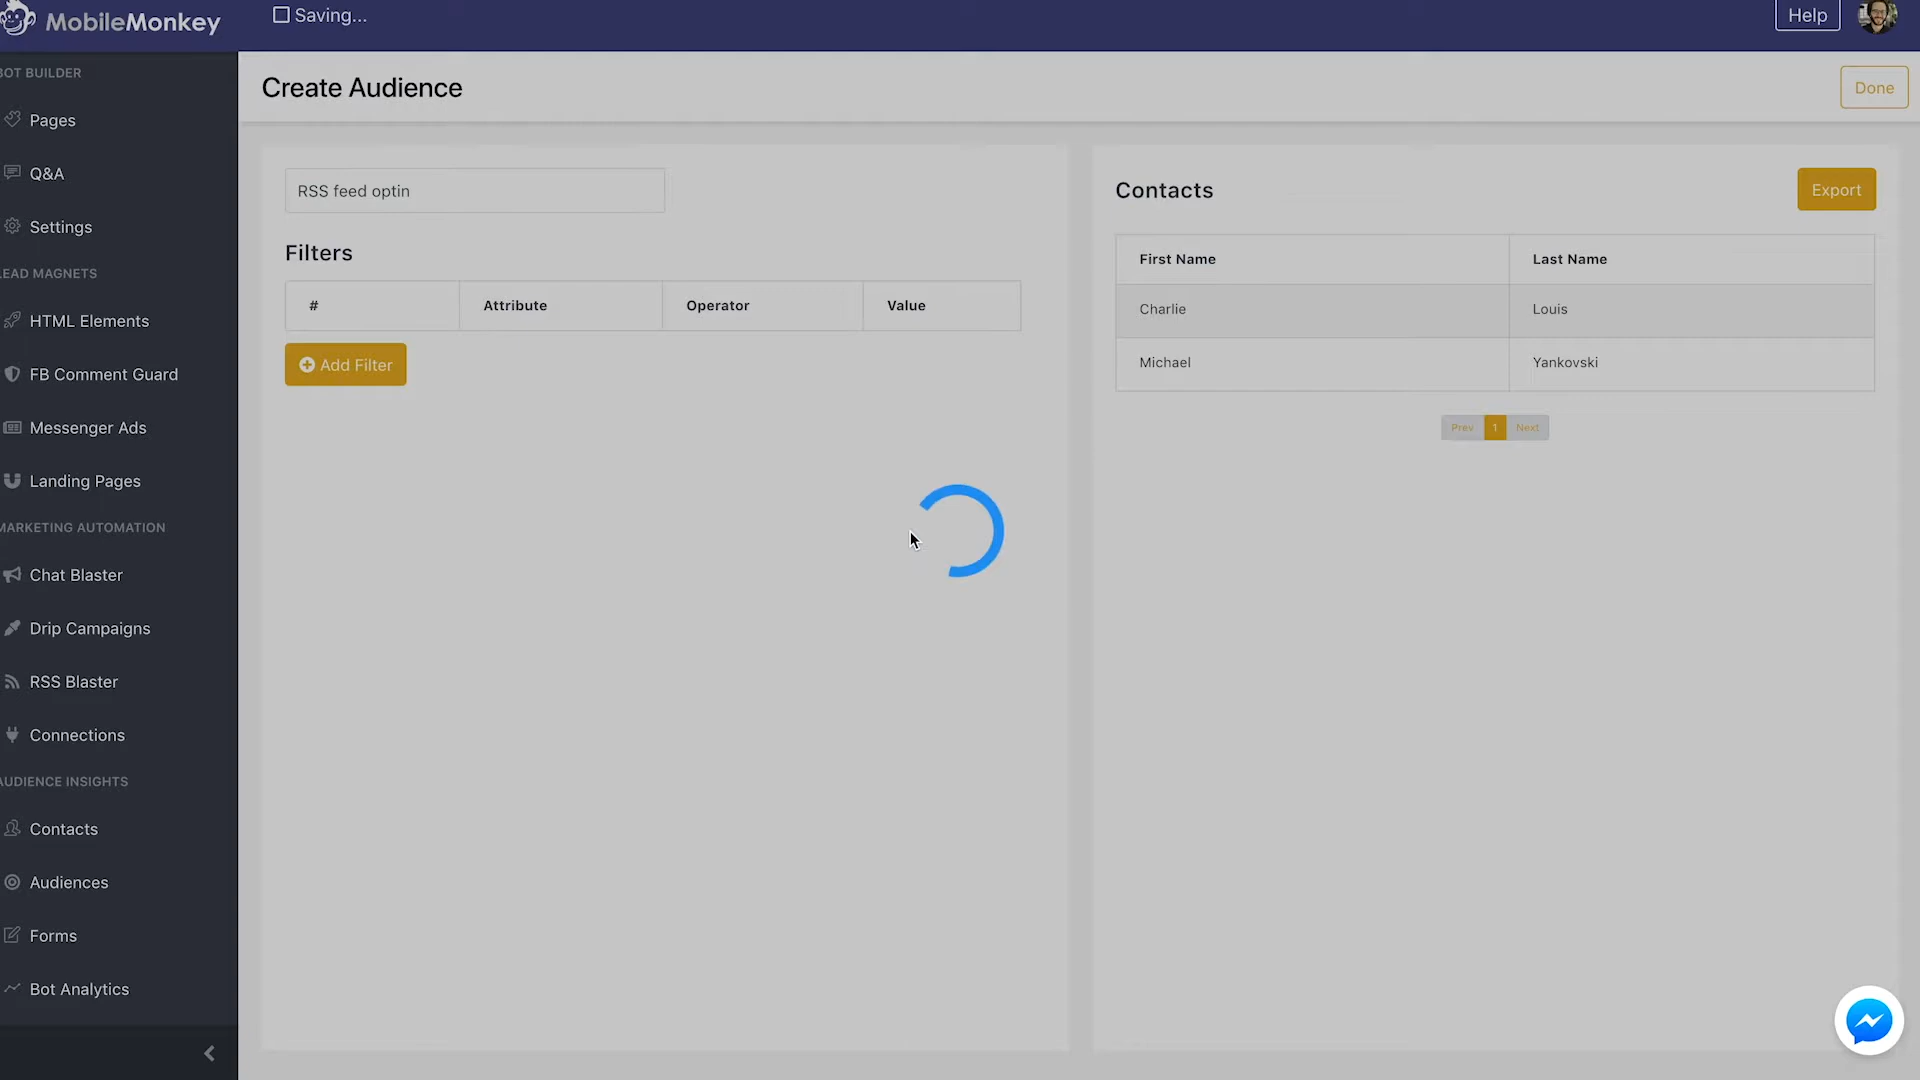 MobileMonkey
Saving...
Help
BOT BUILDER
Pages
Q&A
Settings
LEAD MAGNETS
HTML Elements
FB Comment Guard
Messenger Ads
Landing Pages
MARKETING AUTOMATION
Chat Blaster
Drip Campaigns
RSS Blaster
Connections
AUDIENCE INSIGHTS
Contacts
Audiences
Forms
Bot Analytics
Create Audience
Done
RSS feed optin
Filters
# Attribute Operator Value
Add Filter
Contacts
Export
First Name Last Name
Charlie Louis
Michael Yankovski
Prev 1 Next